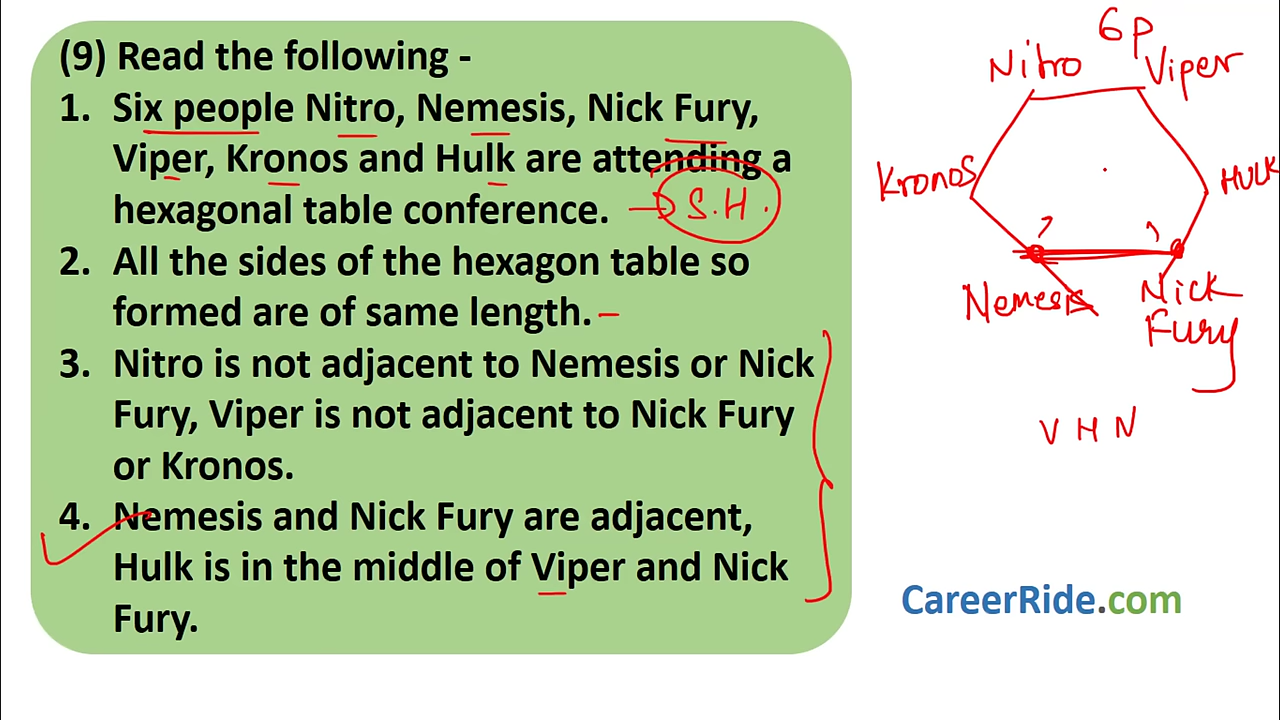 (9) Read the following -
1. Six people Nitro, Nemesis, Nick Fury,
Viper, Kronos and Hulk are attending a
hexagonal table conference.
S.H.
2. All the sides of the hexagon table so
formed are of same length.
3. Nitro is not adjacent to Nemesis or Nick
Fury, Viper is not adjacent to Nick Fury
or Kronos.
4. Nemesis and Nick Fury are adjacent,
Hulk is in the middle of Viper and Nick
Fury.
6P
Nitro Viper
Kronos HULK
? ?
Nemesis Nick
Fury
V H N
CareerRide.com